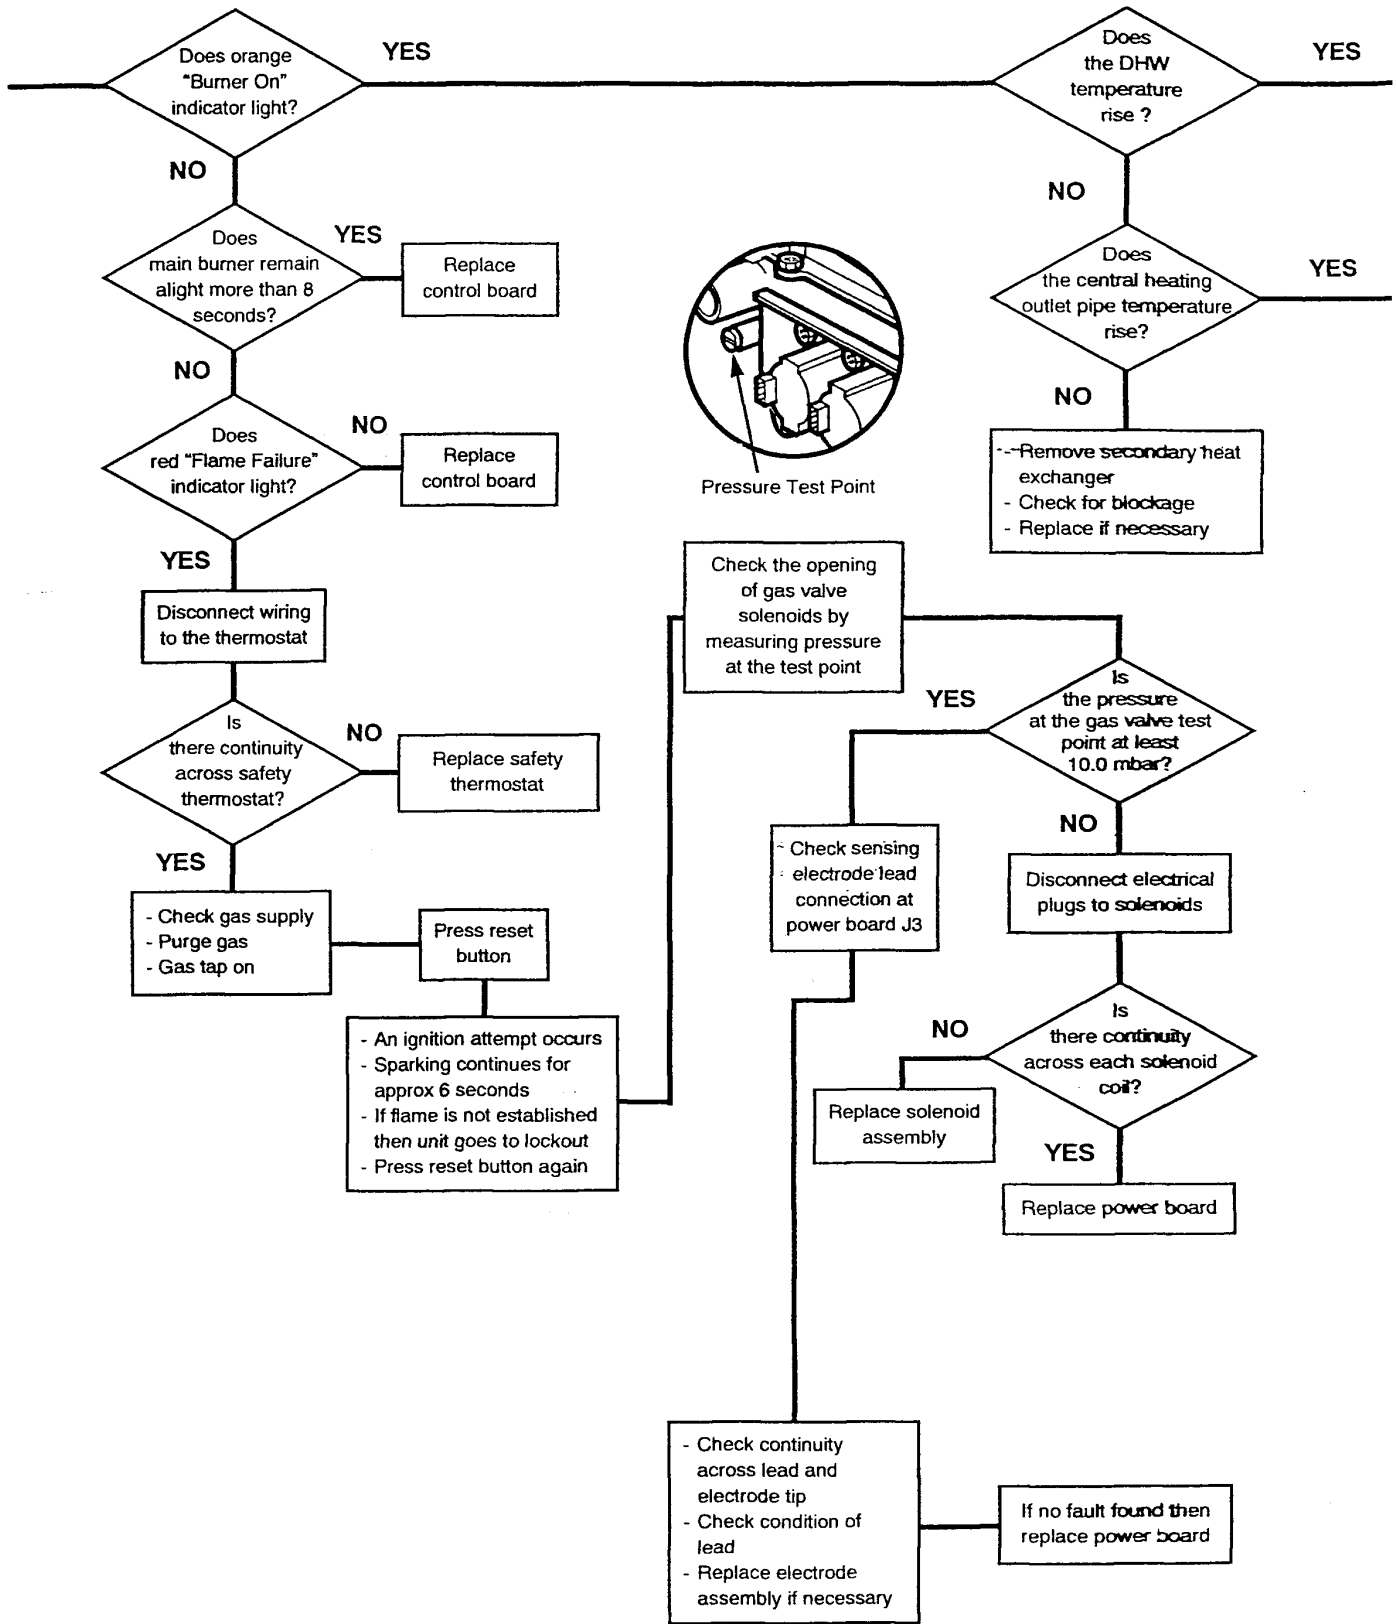 Does orange
"Burner On"
indicator light?
YES
Does
the DHW
temperature
rise ?
YES
NO
NO
Does
main burner remain
alight more than 8
seconds?
YES
Replace
control board
Does
the central heating
outlet pipe temperature
rise?
YES
NO
NO
Does
red "Flame Failure"
indicator light?
NO
Replace
control board
Pressure Test Point
- Remove secondary heat
exchanger
- Check for blockage
- Replace if necessary
YES
Disconnect wiring
to the thermostat
Check the opening
of gas valve
solenoids by
measuring pressure
at the test point
Is
there continuity
across safety
thermostat?
NO
Replace safety
thermostat
YES
Is
the pressure
at the gas valve test
point at least
10.0 mbar?
NO
YES
- Check gas supply
- Purge gas
- Gas tap on
Press reset
button
- Check sensing
- electrode lead
connection at
power board J3
Disconnect electrical
plugs to solenoids
- An ignition attempt occurs
- Sparking continues for
approx 6 seconds
- If flame is not established
then unit goes to lockout
- Press reset button again
Is
there continuity
across each solenoid
coil?
NO
Replace solenoid
assembly
YES
Replace power board
- Check continuity
across lead and
electrode tip
- Check condition of
lead
- Replace electrode
assembly if necessary
If no fault found then
replace power board